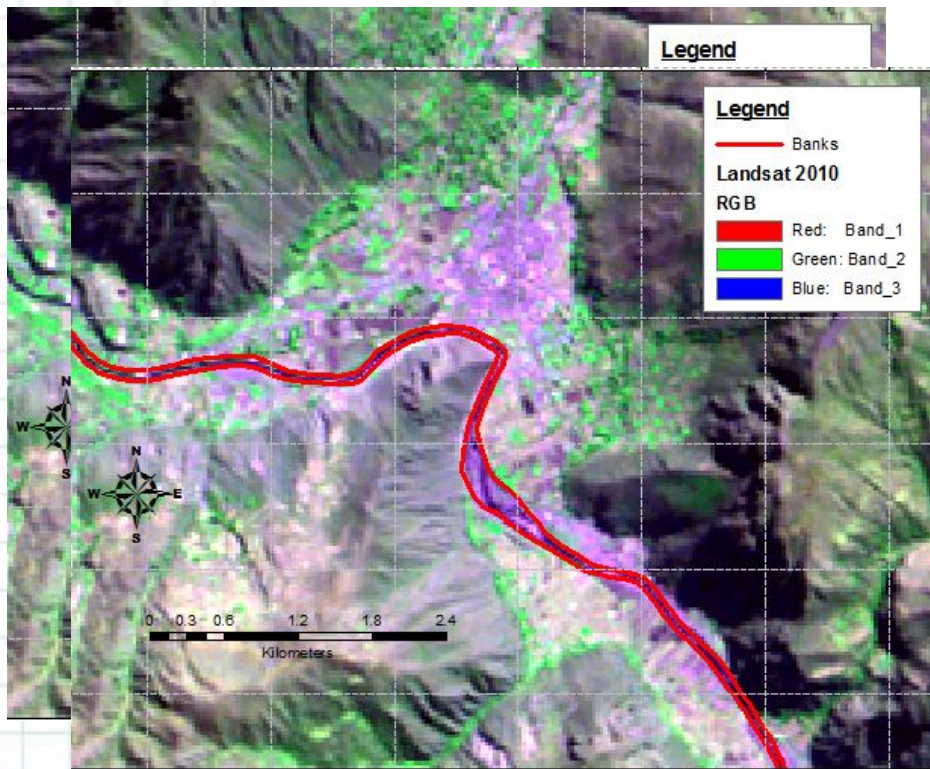 Legend
Legend
Banks
Landsat 2010
RGB
Red: Band_1
Green: Band_2
Blue: Band_3
N
W
S
N
W E
S
0 0.3 0.6 1.2 1.8 2.4
Kilometers